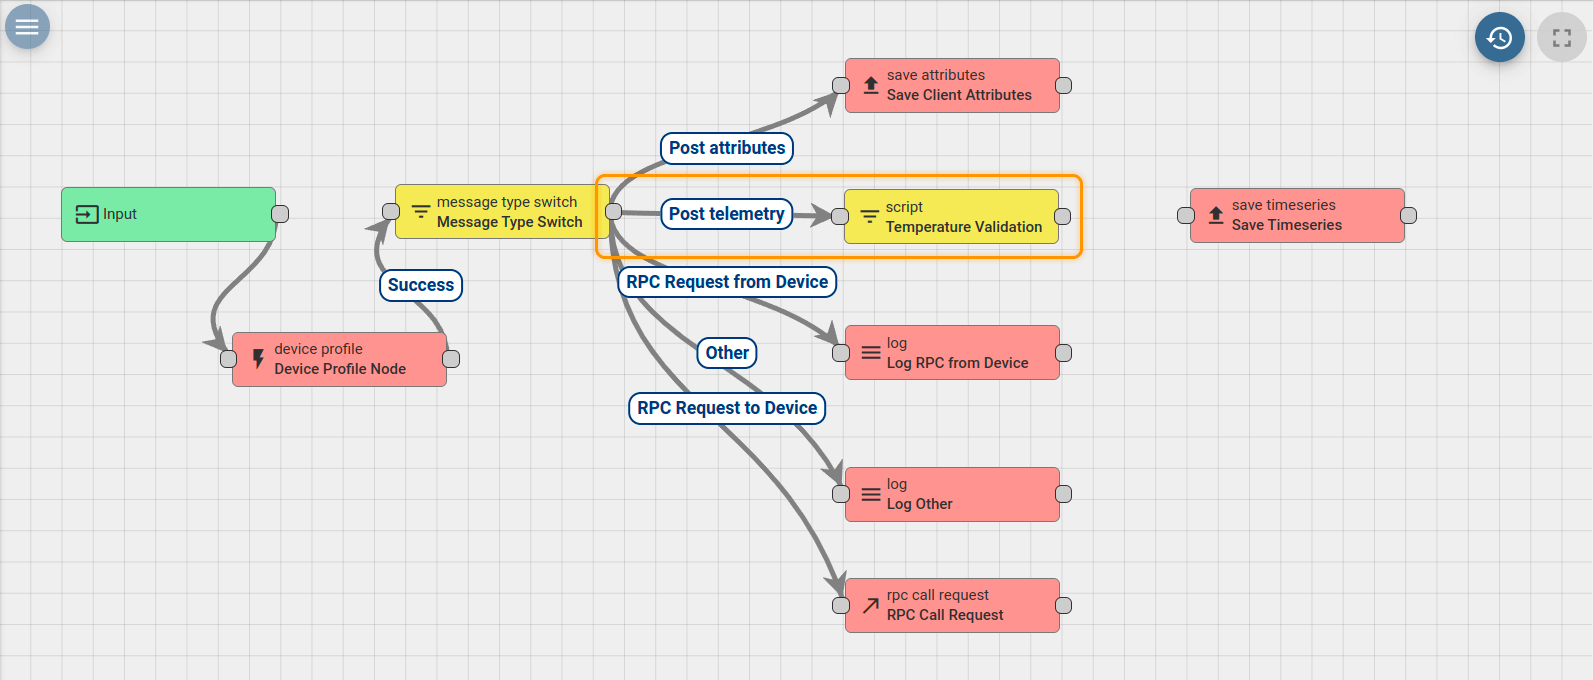 save attributes
Save Client Attributes
Post attributes
Input
message type switch
Message Type Switch
Post telemetry
script
Temperature Validation
save timeseries
Save Timeseries
Success
RPC Request from Device
device profile
Device Profile Node
Other
log
Log RPC from Device
RPC Request to Device
log
Log Other
rpc call request
RPC Call Request